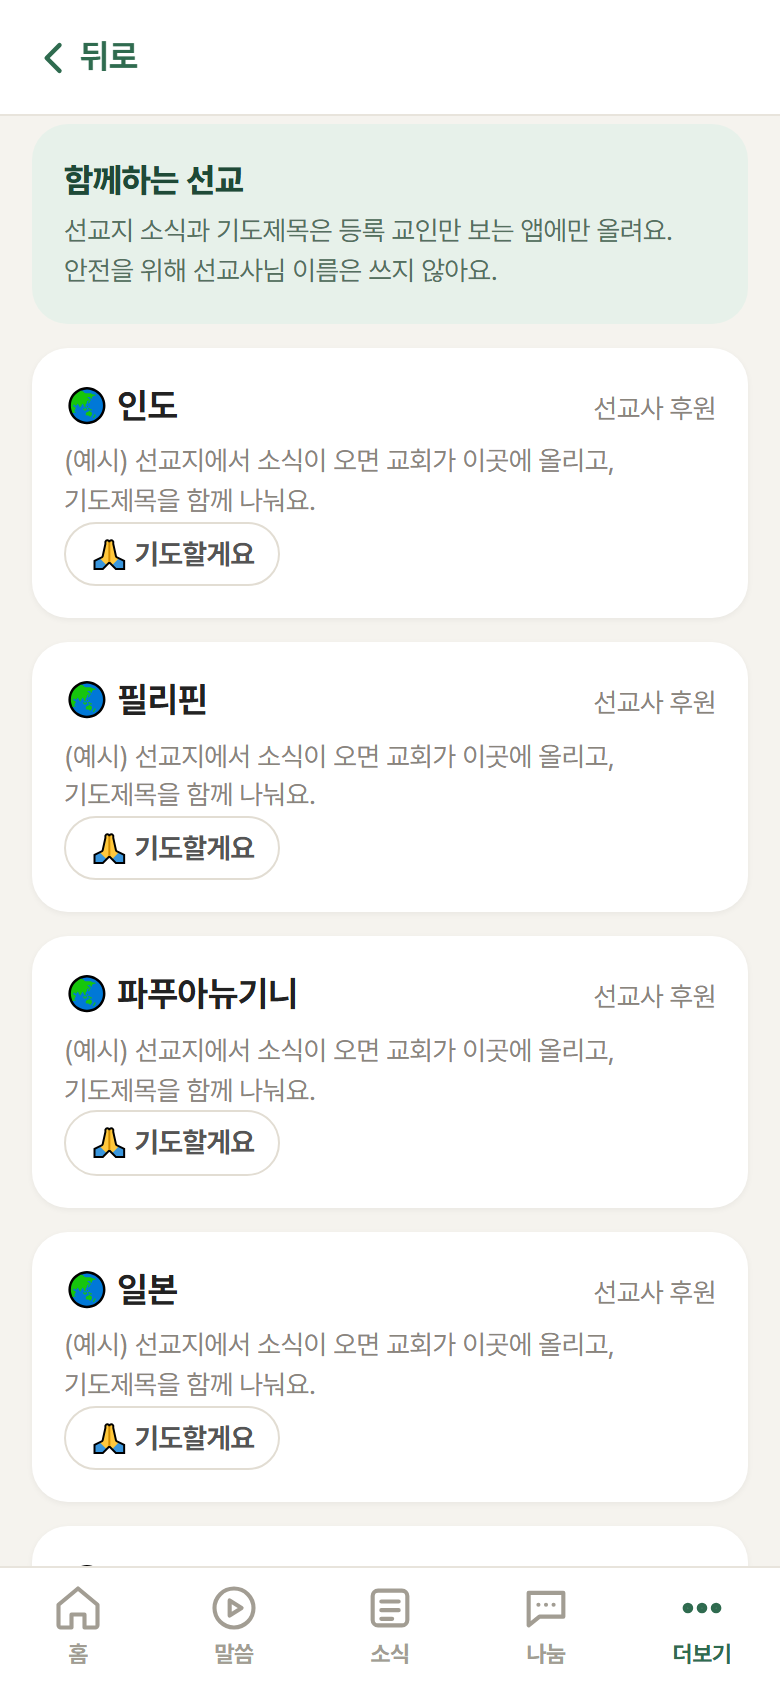 뒤로
함께하는 선교
선교지 소식과 기도제목은 등록 교인만 보는 앱에만 올려요.
안전을 위해 선교사님 이름은 쓰지 않아요.
🌏 인도 선교사 후원
(예시) 선교지에서 소식이 오면 교회가 이곳에 올리고,
기도제목을 함께 나눠요.
🙏 기도할게요
🌏 필리핀 선교사 후원
(예시) 선교지에서 소식이 오면 교회가 이곳에 올리고,
기도제목을 함께 나눠요.
🙏 기도할게요
🌏 파푸아뉴기니 선교사 후원
(예시) 선교지에서 소식이 오면 교회가 이곳에 올리고,
기도제목을 함께 나눠요.
🙏 기도할게요
🌏 일본 선교사 후원
(예시) 선교지에서 소식이 오면 교회가 이곳에 올리고,
기도제목을 함께 나눠요.
🙏 기도할게요
홈 말씀 소식 나눔 더보기